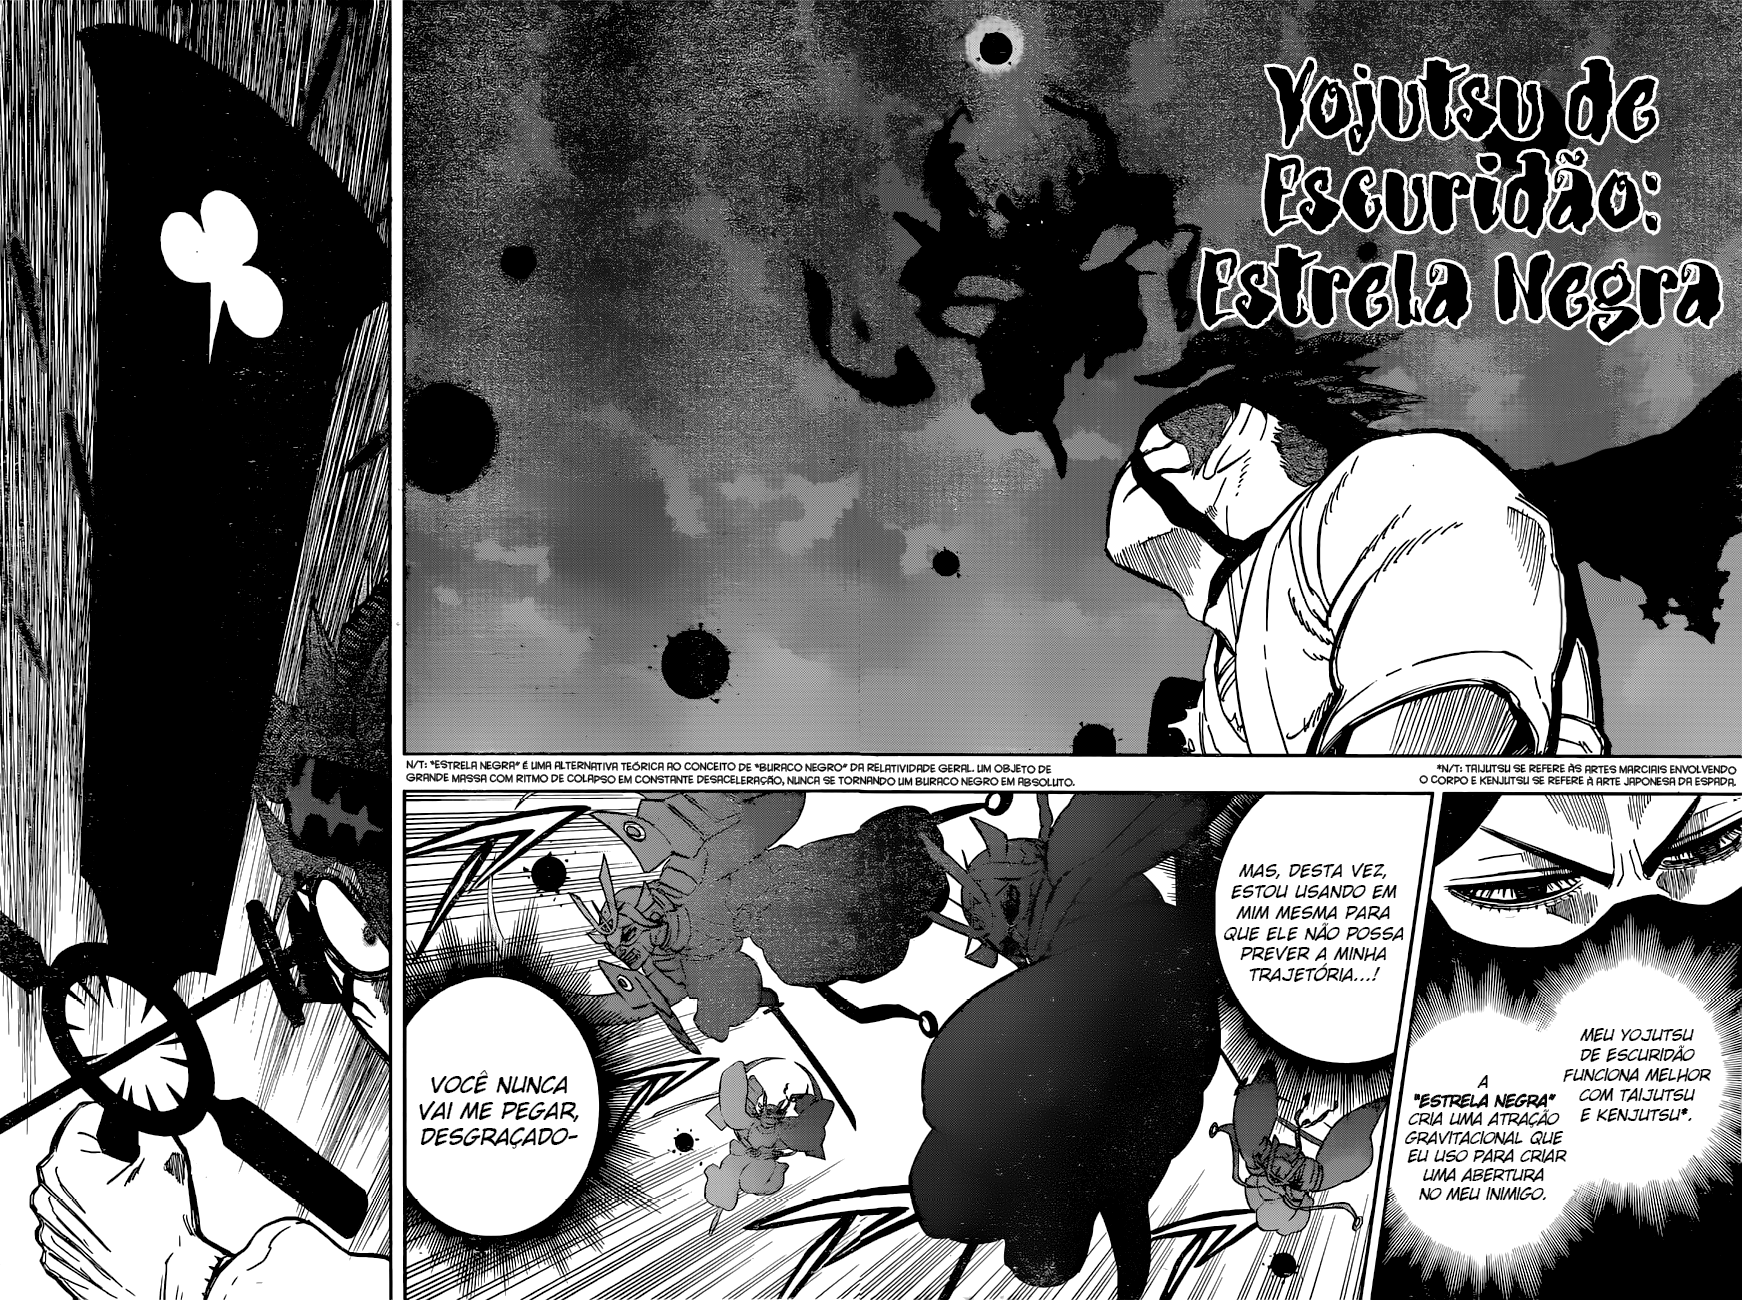 Yojutsu de
Escuridão:
Estrela Negra
*N/T: TAIJUTSU SE REFERE ÀS ARTES MARCIAIS ENVOLVENDO
O CORPO E KENJUTSU SE REFERE À ARTE JAPONESA DA ESPADA.
N/T: "ESTRELA NEGRA" É UMA ALTERNATIVA TEÓRICA AO CONCEITO DE "BURACO NEGRO" DA RELATIVIDADE GERAL. UM OBJETO DE
GRANDE MASSA COM RITMO DE COLAPSO EM CONSTANTE DESACELERAÇÃO, NUNCA SE TORNANDO UM BURACO NEGRO EM ABSOLUTO.
MEU YOJUTSU
DE ESCURIDÃO
FUNCIONA MELHOR
COM TAIJUTSU
E KENJUTSU*.
A
"ESTRELA NEGRA"
CRIA UMA ATRAÇÃO
GRAVITACIONAL QUE
EU USO PARA CRIAR
UMA ABERTURA
NO MEU INIMIGO.
MAS, DESTA VEZ,
ESTOU USANDO EM
MIM MESMA PARA
QUE ELE NÃO POSSA
PREVER A MINHA
TRAJETÓRIA...!
VOCÊ NUNCA
VAI ME PEGAR,
DESGRAÇADO-